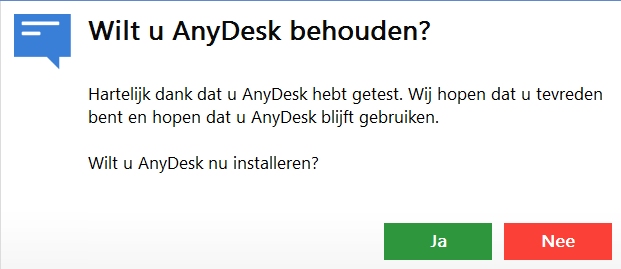 Wilt u AnyDesk behouden?
Hartelijk dank dat u AnyDesk hebt getest. Wij hopen dat u tevreden
bent en hopen dat u AnyDesk blijft gebruiken.
Wilt u AnyDesk nu installeren?
Ja
Nee